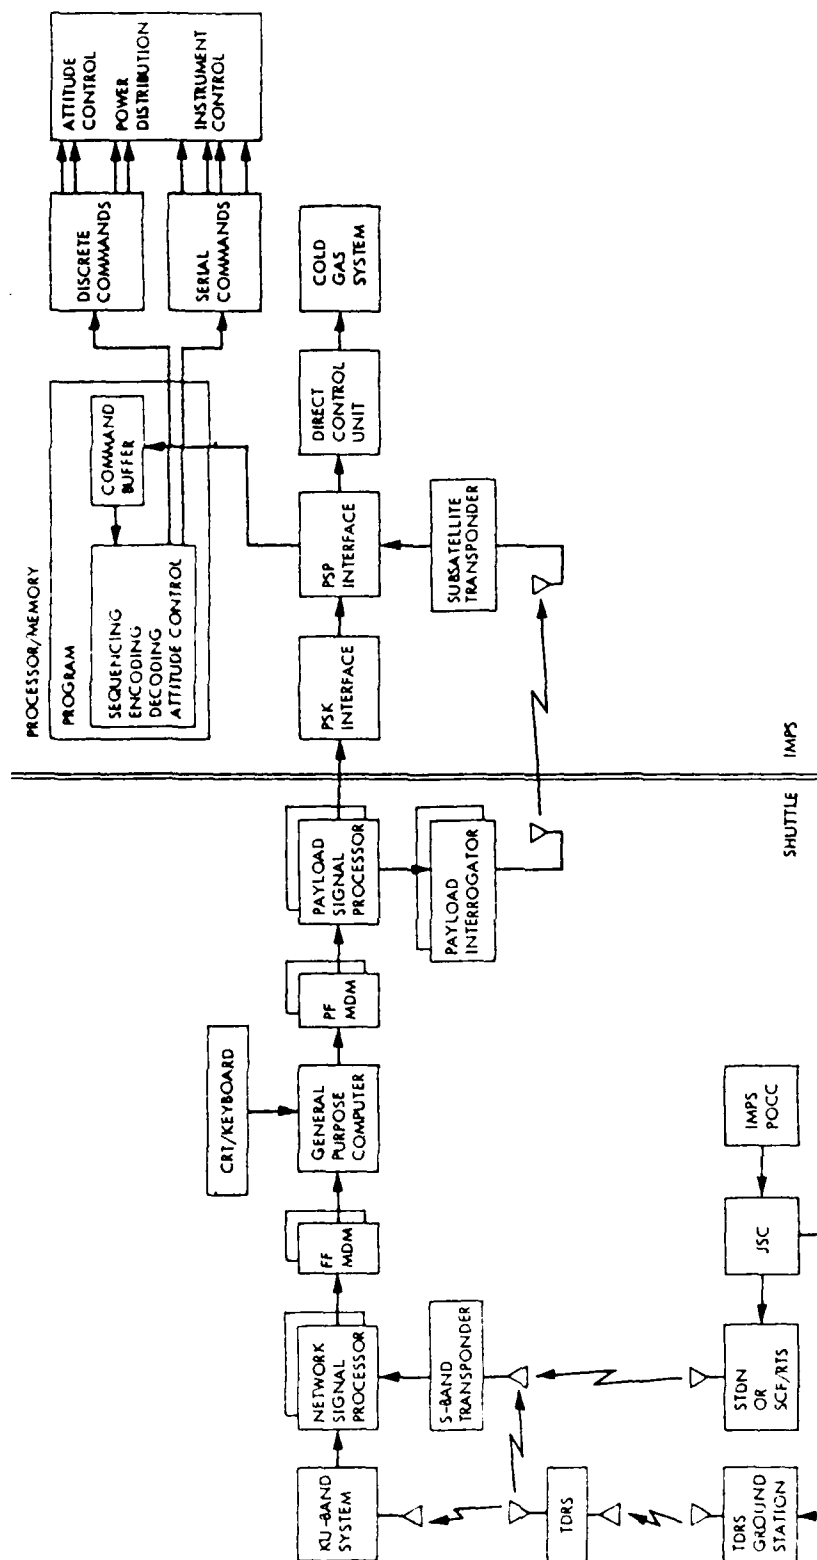 PROCESSOR/MEMORY
PROGRAM
SEQUENCING
ENCODING
DECODING
ATTITUDE CONTROL
COMMAND
BUFFER
DISCRETE
COMMANDS
SERIAL
COMMANDS
ATTITUDE
CONTROL
POWER
DISTRIBUTION
INSTRUMENT
CONTROL
CRT/KEYBOARD
KU-BAND
SYSTEM
NETWORK
SIGNAL
PROCESSOR
FF
MDM
GENERAL
PURPOSE
COMPUTER
PF
MDM
PAYLOAD
SIGNAL
PROCESSOR
PSK
INTERFACE
PSP
INTERFACE
DIRECT
CONTROL
UNIT
COLD
GAS
SYSTEM
S-BAND
TRANSPONDER
PAYLOAD
INTERROGATOR
SUBSATELLITE
TRANSPONDER
TDRS
TDRS
GROUND
STATION
STDN
OR
SCF/RTS
JSC
IMPS
POCC
SHUTTLE
IMPS